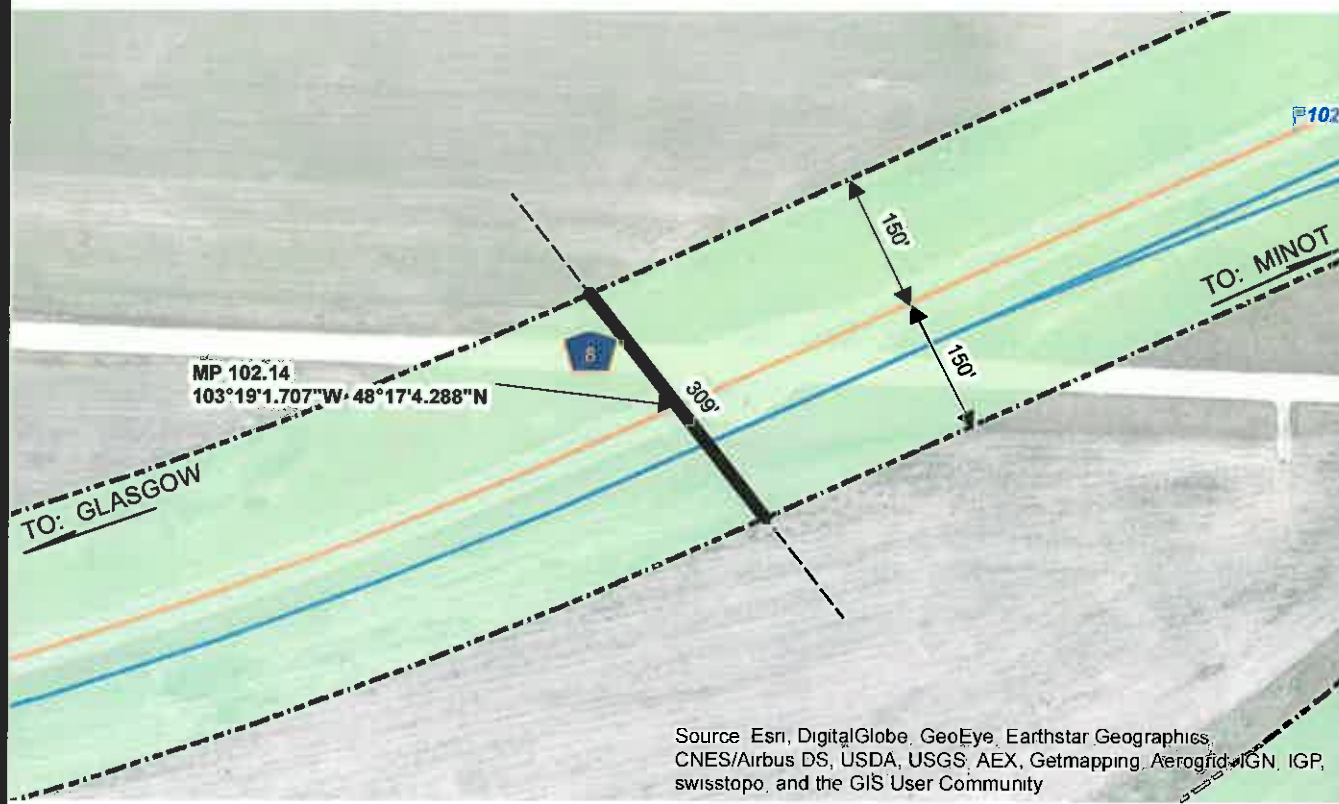 102
150'
150'
TO: MINOT
8
MP 102.14
103°19'1.707"W 48°17'4.288"N
309'
TO: GLASGOW
Source Esri, DigitalGlobe, GeoEye, Earthstar Geographics,
CNES/Airbus DS, USDA, USGS, AEX, Getmapping, Aerogrid, IGN, IGP,
swisstopo, and the GIS User Community